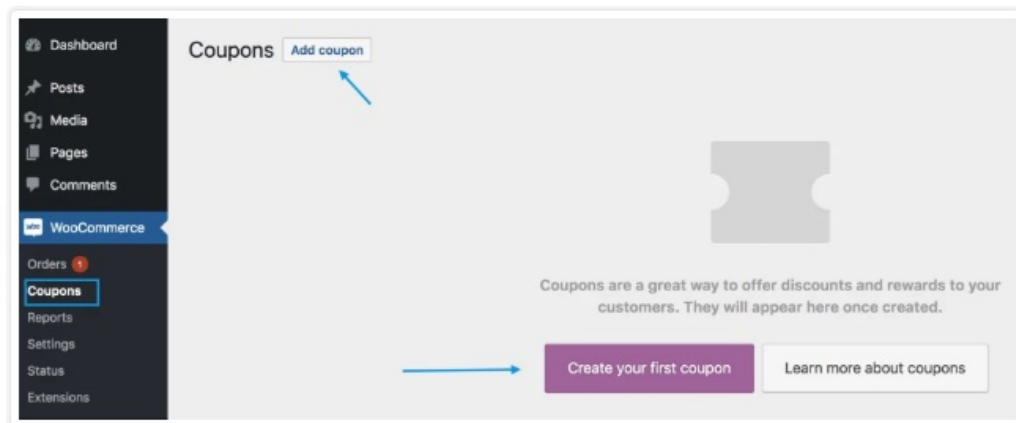 Dashboard
Posts
Media
Pages
Comments
WooCommerce
Orders 1
Coupons
Reports
Settings
Status
Extensions
Coupons Add coupon
Coupons are a great way to offer discounts and rewards to your
customers. They will appear here once created.
Create your first coupon Learn more about coupons